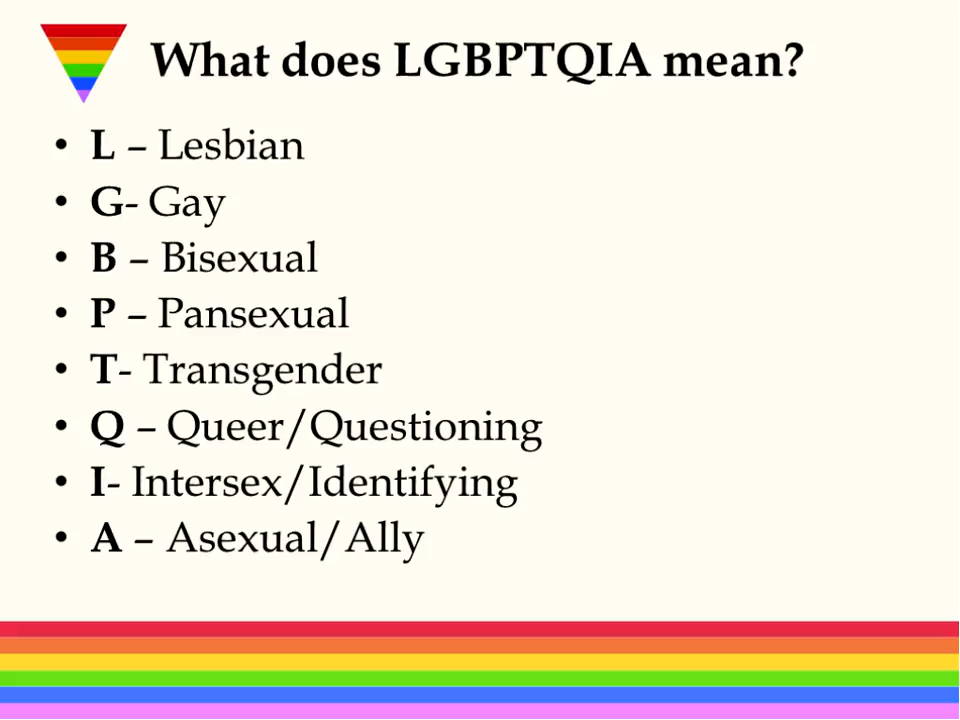 What does LGBPTQIA mean?
• L – Lesbian
• G- Gay
• B – Bisexual
• P – Pansexual
• T- Transgender
• Q – Queer/Questioning
• I- Intersex/Identifying
• A – Asexual/Ally